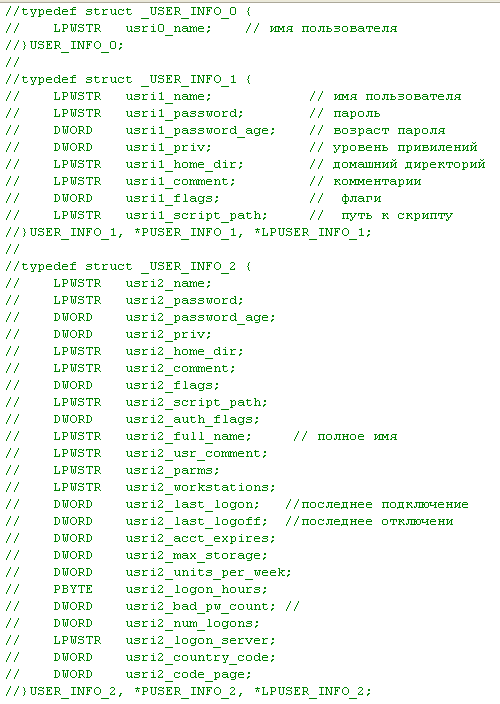 //typedef struct _USER_INFO_0 {
//    LPWSTR   usri0_name;    // имя пользователя
//}USER_INFO_0;
//
//typedef struct _USER_INFO_1 {
//    LPWSTR   usri1_name;            // имя пользователя
//    LPWSTR   usri1_password;        // пароль
//    DWORD    usri1_password_age;    // возраст пароля
//    DWORD    usri1_priv;            // уровень привилений
//    LPWSTR   usri1_home_dir;        // домашний директорий
//    LPWSTR   usri1_comment;         // комментарии
//    DWORD    usri1_flags;           //  флаги
//    LPWSTR   usri1_script_path;     //  путь к скрипту
//}USER_INFO_1, *PUSER_INFO_1, *LPUSER_INFO_1;
//
//typedef struct _USER_INFO_2 {
//    LPWSTR   usri2_name;
//    LPWSTR   usri2_password;
//    DWORD    usri2_password_age;
//    DWORD    usri2_priv;
//    LPWSTR   usri2_home_dir;
//    LPWSTR   usri2_comment;
//    DWORD    usri2_flags;
//    LPWSTR   usri2_script_path;
//    DWORD    usri2_auth_flags;
//    LPWSTR   usri2_full_name;     // полное имя
//    LPWSTR   usri2_usr_comment;
//    LPWSTR   usri2_parms;
//    LPWSTR   usri2_workstations;
//    DWORD    usri2_last_logon;   //последнее подключение
//    DWORD    usri2_last_logoff;  //последнее отключени
//    DWORD    usri2_acct_expires;
//    DWORD    usri2_max_storage;
//    DWORD    usri2_units_per_week;
//    PBYTE    usri2_logon_hours;
//    DWORD    usri2_bad_pw_count; //
//    DWORD    usri2_num_logons;
//    LPWSTR   usri2_logon_server;
//    DWORD    usri2_country_code;
//    DWORD    usri2_code_page;
//}USER_INFO_2, *PUSER_INFO_2, *LPUSER_INFO_2;